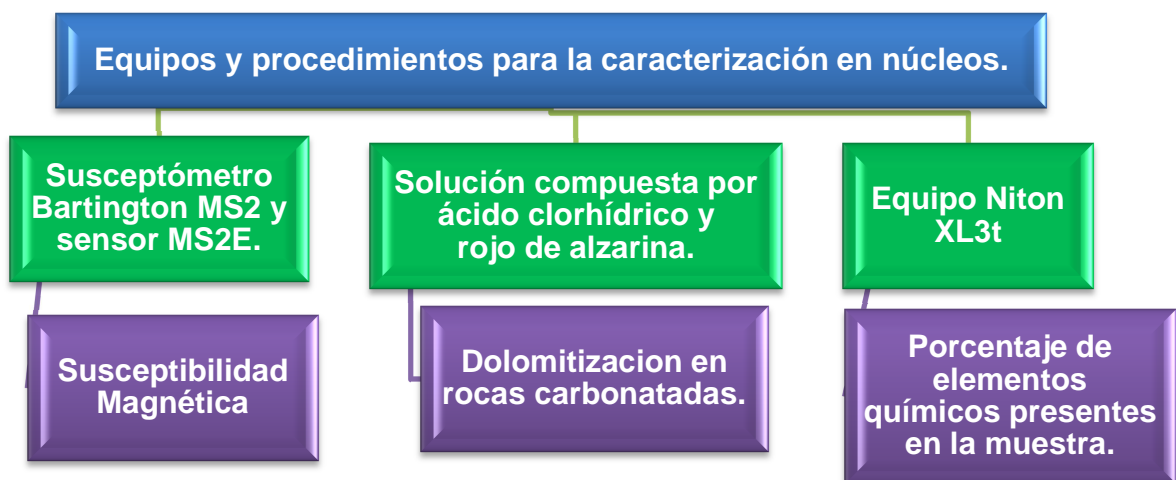 Equipos y procedimientos para la caracterización en núcleos.
Susceptómetro
Bartington MS2 y
sensor MS2E.
Solución compuesta por
ácido clorhídrico y
rojo de alzarina.
Equipo Niton
XL3t
Susceptibilidad
Magnética
Dolomitizacion en
rocas carbonatadas.
Porcentaje de
elementos
químicos presentes
en la muestra.